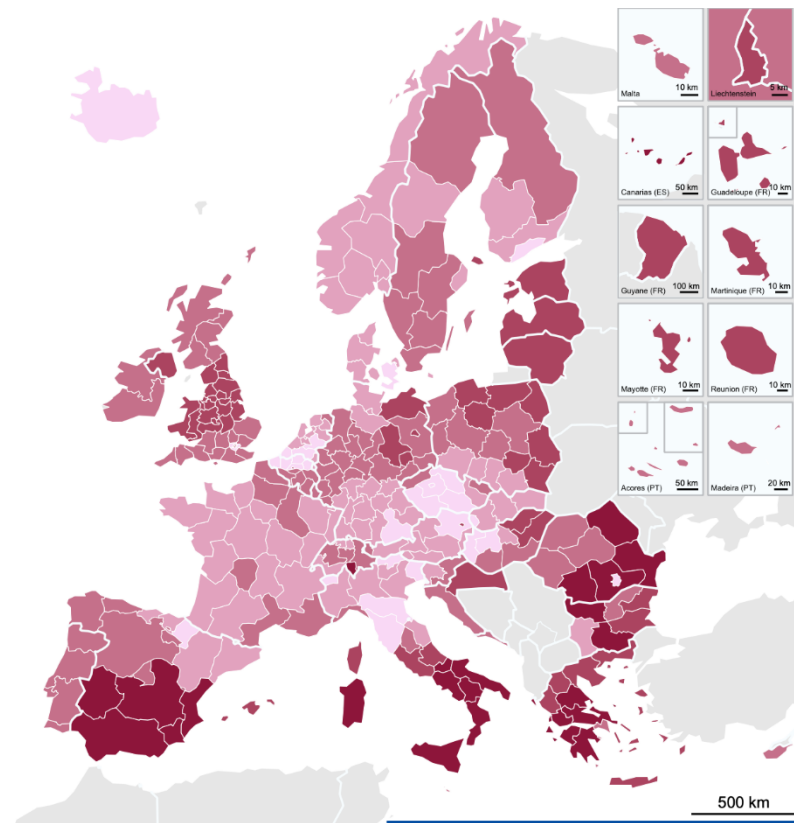 Malta
10 km
Liechtenstein
5 km
Canarias (ES)
50 km
Guadeloupe (FR)
10 km
Guyane (FR)
100 km
Martinique (FR)
10 km
Mayotte (FR)
10 km
Reunion (FR)
10 km
Acores (PT)
50 km
Madeira (PT)
20 km
500 km